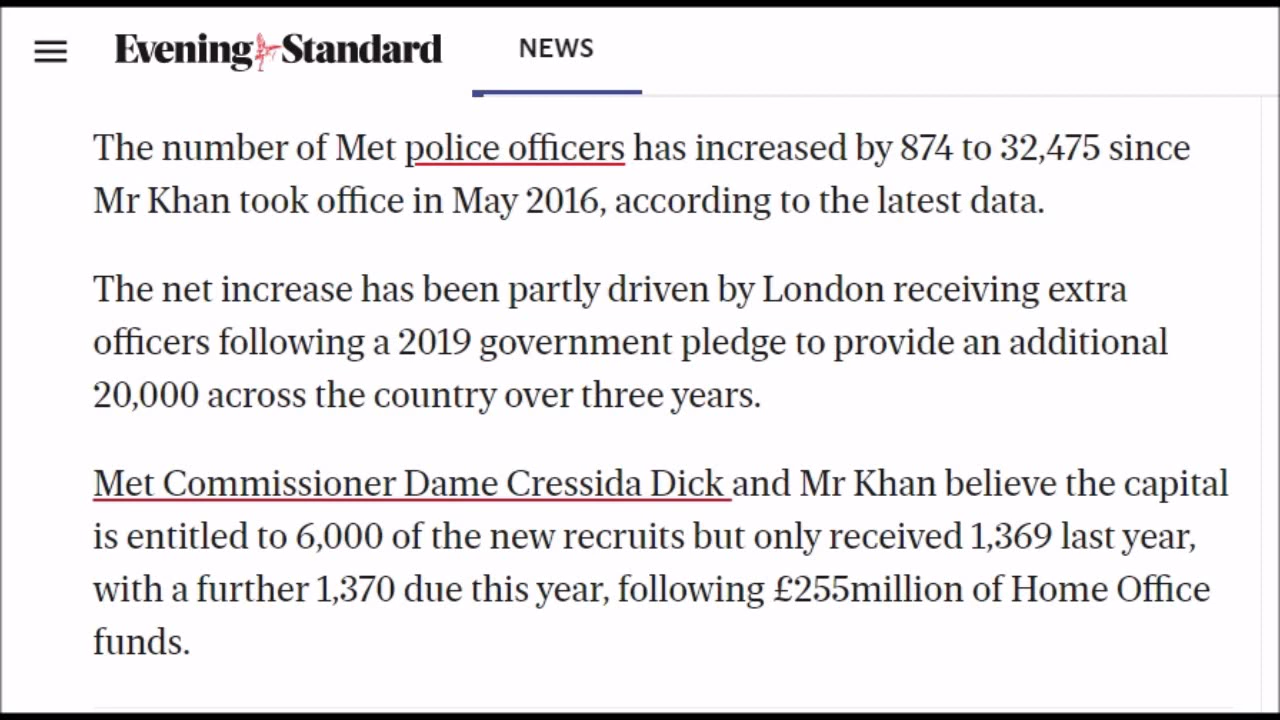 Evening Standard NEWS
The number of Met police officers has increased by 874 to 32,475 since
Mr Khan took office in May 2016, according to the latest data.
The net increase has been partly driven by London receiving extra
officers following a 2019 government pledge to provide an additional
20,000 across the country over three years.
Met Commissioner Dame Cressida Dick and Mr Khan believe the capital
is entitled to 6,000 of the new recruits but only received 1,369 last year,
with a further 1,370 due this year, following £255million of Home Office
funds.